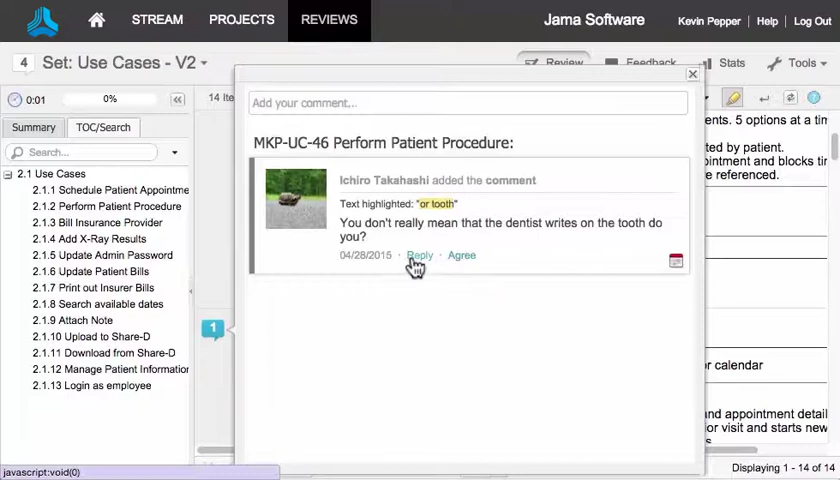 STREAM PROJECTS REVIEWS Jama Software Kevin Pepper Help Log Out
4 Set: Use Cases - V2 Review Feedback Stats Tools
0:01 0% 14 Ite
Summary TOC/Search
Search...
2.1 Use Cases
2.1.1 Schedule Patient Appointme
2.1.2 Perform Patient Procedure
2.1.3 Bill Insurance Provider
2.1.4 Add X-Ray Results
2.1.5 Update Admin Password
2.1.6 Update Patient Bills
2.1.7 Print out Insurer Bills
2.1.8 Search available dates
2.1.9 Attach Note
2.1.10 Upload to Share-D
2.1.11 Download from Share-D
2.1.12 Manage Patient Information
2.1.13 Login as employee
1
Add your comment...
MKP-UC-46 Perform Patient Procedure:
Ichiro Takahashi added the comment
Text highlighted: "or tooth"
You don't really mean that the dentist writes on the tooth do
you?
04/28/2015 · Reply · Agree
ents. 5 options at a time
ted by patient.
ointment and blocks tim
e referenced.
or calendar
and appointment detail
or visit and starts new
javascript:void(0)
Displaying 1 - 14 of 14